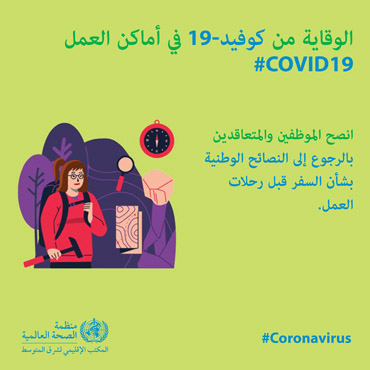 الوقاية من كوفيد-19 في أماكن العمل
#COVID19
انصح الموظفين والمتعاقدين
بالرجوع إلى النصائح الوطنية
بشأن السفر قبل رحلات
العمل.
منظمة
الصحة العالمية
المكتب الإقليمي لشرق المتوسط
#Coronavirus